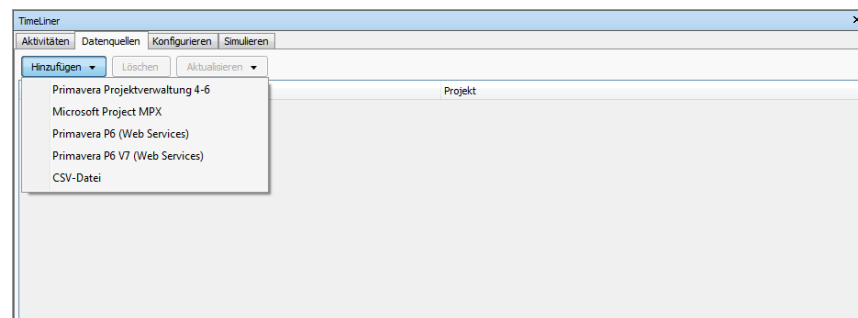 TimeLiner
Aktivitäten Datenquellen Konfigurieren Simulieren
Hinzufügen Löschen Aktualisieren
Projekt
Primavera Projektverwaltung 4-6
Microsoft Project MPX
Primavera P6 (Web Services)
Primavera P6 V7 (Web Services)
CSV-Datei